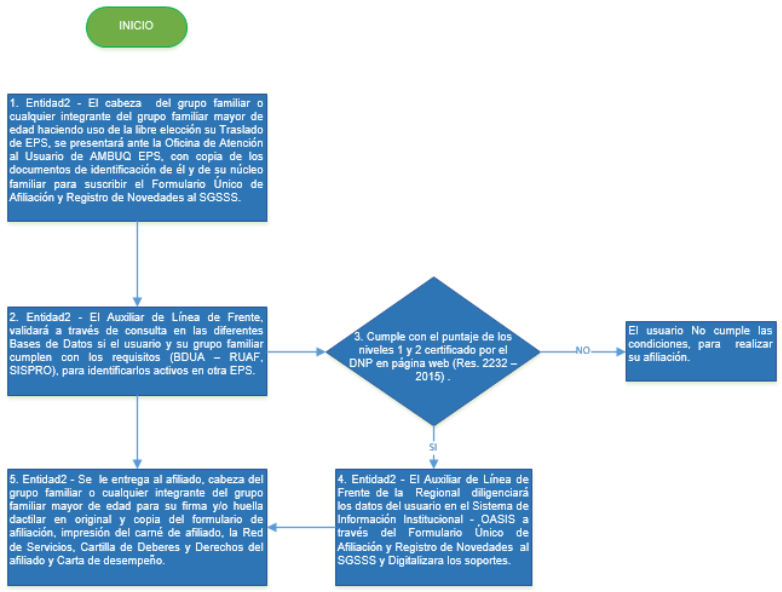 INICIO
1. Entidad2 - El cabeza del grupo familiar o
cualquier integrante del grupo familiar mayor de
edad haciendo uso de la libre elección su Traslado
de EPS, se presentará ante la Oficina de Atención
al Usuario de AMBUQ EPS, con copia de los
documentos de identificación de él y de su núcleo
familiar para suscribir el Formulario Único de
Afiliación y Registro de Novedades al SGSSS.
2. Entidad2 - El Auxiliar de Línea de Frente,
validará a través de consulta en las diferentes
Bases de Datos si el usuario y su grupo familiar
cumplen con los requisitos (BDUA – RUAF,
SISPRO), para identificarlos activos en otra EPS.
3. Cumple con el puntaje de los
niveles 1 y 2 certificado por el
DNP en página web (Res. 2232 –
2015) .
NO
El usuario No cumple las
condiciones, para realizar
su afiliación.
SI
4. Entidad2 - El Auxiliar de Línea de
Frente de la Regional diligenciará
los datos del usuario en el Sistema de
Información Institucional - OASIS a
través del Formulario Único de
Afiliación y Registro de Novedades al
SGSSS y Digitalizara los soportes.
5. Entidad2 - Se le entrega al afiliado, cabeza del
grupo familiar o cualquier integrante del grupo
familiar mayor de edad para su firma y/o huella
dactilar en original y copia del formulario de
afiliación, impresión del carné de afiliado, la Red
de Servicios, Cartilla de Deberes y Derechos del
afiliado y Carta de desempeño.